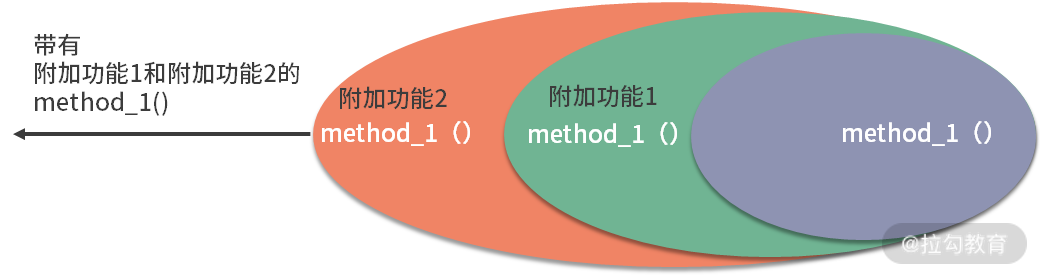 带有
附加功能1和附加功能2的
method_1()
附加功能2
method_1（）
附加功能1
method_1（）
method_1（）
@拉勾教育